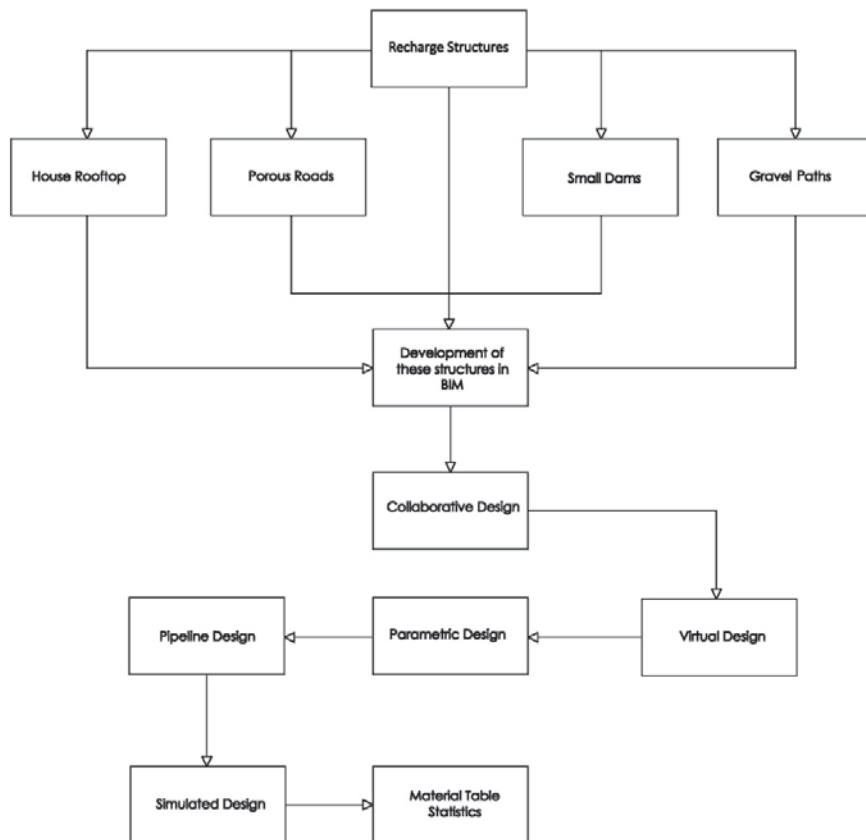 Recharge Structures
House Rooftop
Porous Roads
Small Dams
Gravel Paths
Development of
these structures in
BIM
Collaborative Design
Virtual Design
Parametric Design
Pipeline Design
Simulated Design
Material Table
Statistics